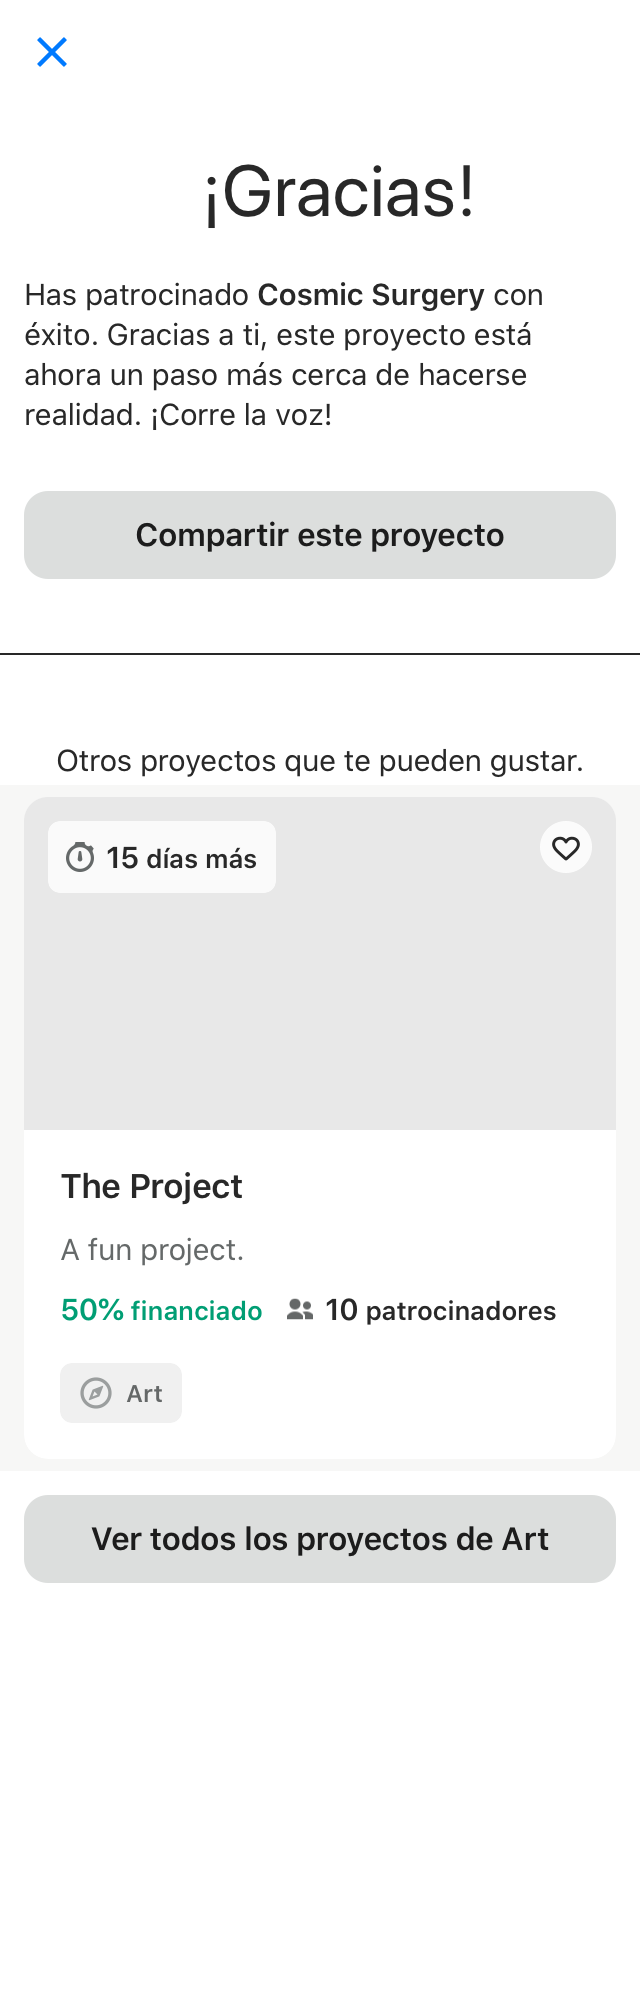 ¡Gracias!
Has patrocinado Cosmic Surgery con
éxito. Gracias a ti, este proyecto está
ahora un paso más cerca de hacerse
realidad. ¡Corre la voz!
Compartir este proyecto
Otros proyectos que te pueden gustar.
15 días más
The Project
A fun project.
50% financiado 10 patrocinadores
Art
Ver todos los proyectos de Art